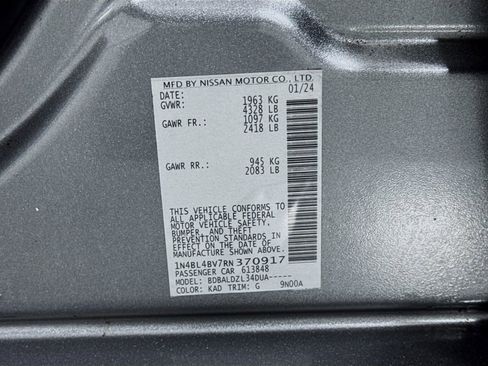 MFD BY NISSAN MOTOR CO., LTD.
DATE: 01/24
GVWR: 1963 KG
4328 LB
GAWR FR.: 1097 KG
2418 LB
GAWR RR.: 945 KG
2083 LB
THIS VEHICLE CONFORMS TO
ALL APPLICABLE FEDERAL
MOTOR VEHICLE SAFETY,
BUMPER, AND THEFT
PREVENTION STANDARDS IN
EFFECT ON THE DATE OF
MANUFACTURE SHOWN ABOVE.
1N4BL4BV7RN370917
PASSENGER CAR 613848
MODEL: BDBALDZL34DUA-----
COLOR: KAD TRIM: G 9N00A